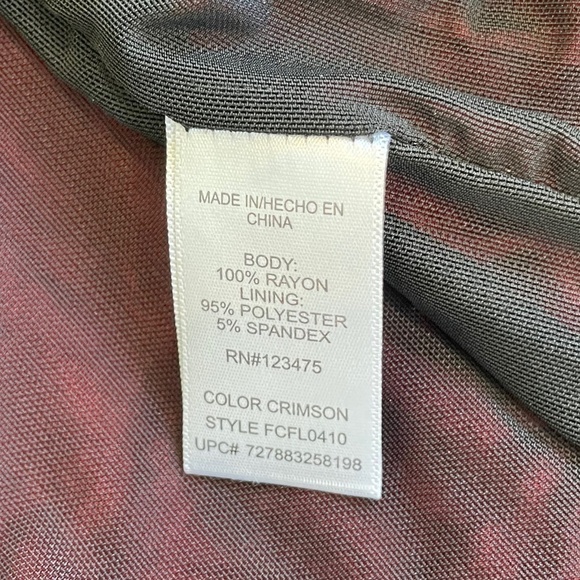 MADE IN/HECHO EN
CHINA
BODY:
100% RAYON
LINING:
95% POLYESTER
5% SPANDEX
RN#123475
COLOR CRIMSON
STYLE FCFL0410
UPC# 727883258198